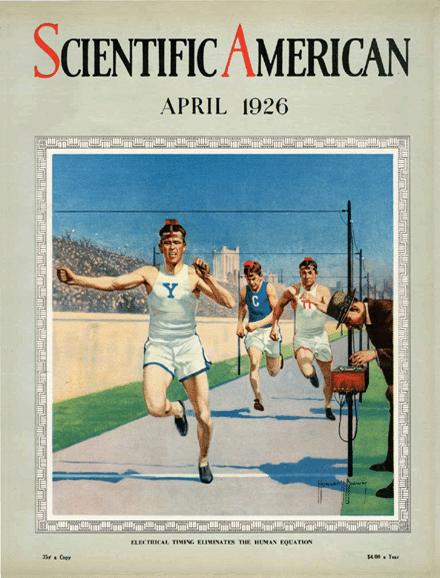 SCIENTIFIC AMERICAN
APRIL 1926
Y
C
ELECTRICAL TIMING ELIMINATES THE HUMAN EQUATION
35¢ a Copy
$4.00 a Year